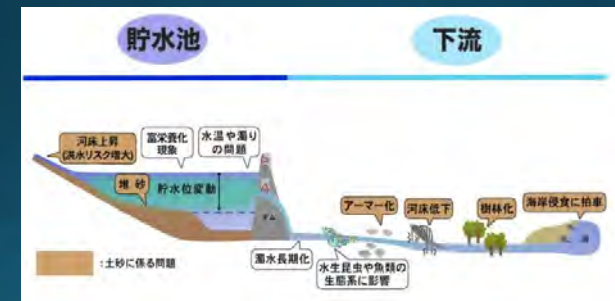 貯水池
下流
河床上昇
(洪水リスク増大)
富栄養化
現象
水温や濁り
の問題
堆砂
貯水位変動
ダム
アーマー化
河床低下
樹林化
海岸侵食に拍車
濁水長期化
水生昆虫や魚類の
生態系に影響
:土砂に係る問題